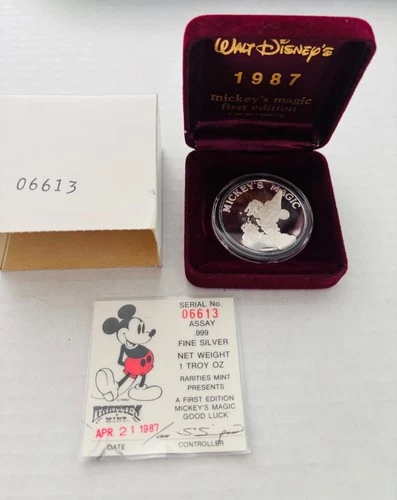 WALT DISNEY'S
1987
mickey's magic
first edition
MICKEY'S MAGIC
06613
SERIAL No.
06613
ASSAY
.999
FINE SILVER
NET WEIGHT
1 TROY OZ
RARITIES MINT
PRESENTS
A FIRST EDITION
MICKEY'S MAGIC
GOOD LUCK
MINT
APR. 21 1987
DATE
CONTROLLER